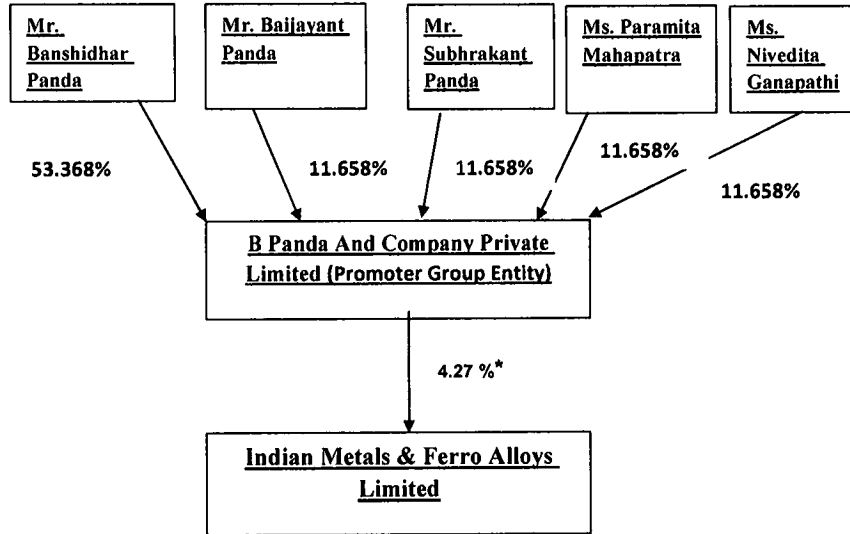 Mr.
Banshidhar
Panda
Mr. Baijayant
Panda
Mr.
Subhrakant
Panda
Ms. Paramita
Mahapatra
Ms.
Nivedita
Ganapathi
53.368%
11.658%
11.658%
11.658%
11.658%
B Panda And Company Private
Limited (Promoter Group Entity)
4.27 %*
Indian Metals & Ferro Alloys
Limited